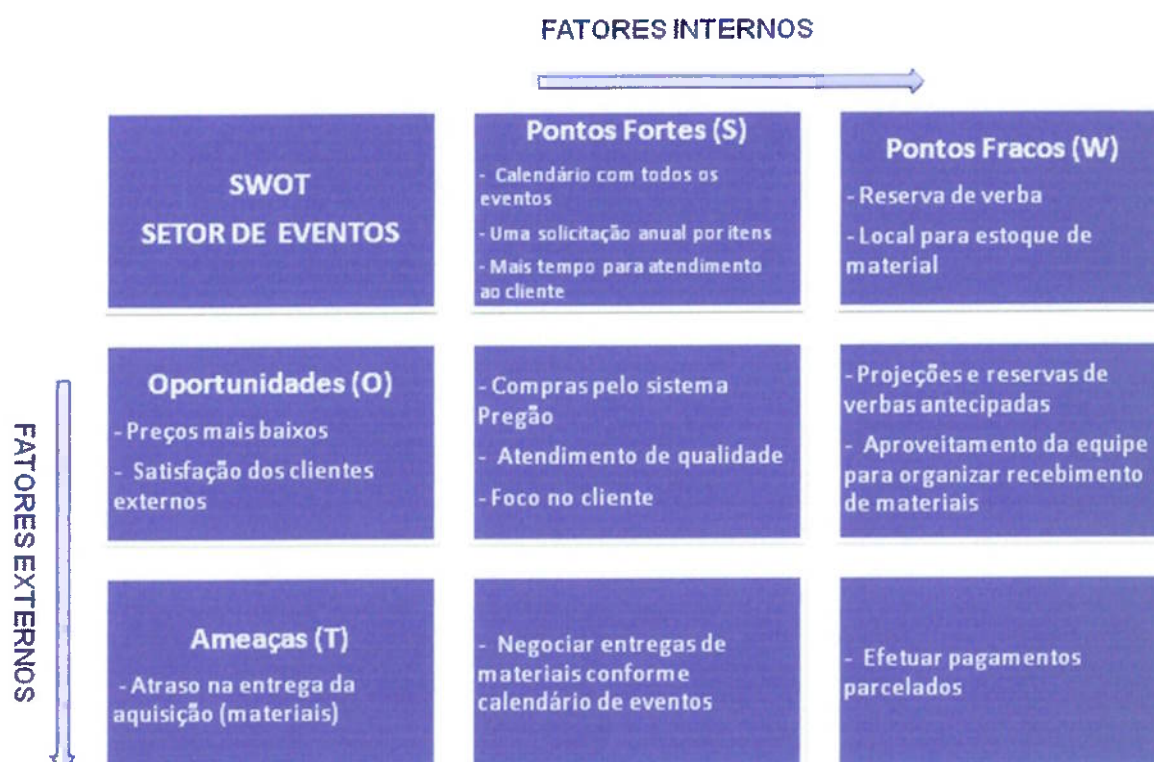 FATORES INTERNOS
SWOT
SETOR DE EVENTOS
Pontos Fortes (S)
- Calendário com todos os
eventos
- Uma solicitação anual por itens
- Mais tempo para atendimento
ao cliente
Pontos Fracos (W)
- Reserva de verba
- Local para estoque de
material
FATORES EXTERNOS
Oportunidades (O)
- Preços mais baixos
- Satisfação dos clientes
externos
- Compras pelo sistema
Pregão
- Atendimento de qualidade
- Foco no cliente
- Projeções e reservas de
verbas antecipadas
- Aproveitamento da equipe
para organizar recebimento
de materiais
Ameaças (T)
- Atraso na entrega da
aquisição (materiais)
- Negociar entregas de
materiais conforme
calendário de eventos
- Efetuar pagamentos
parcelados